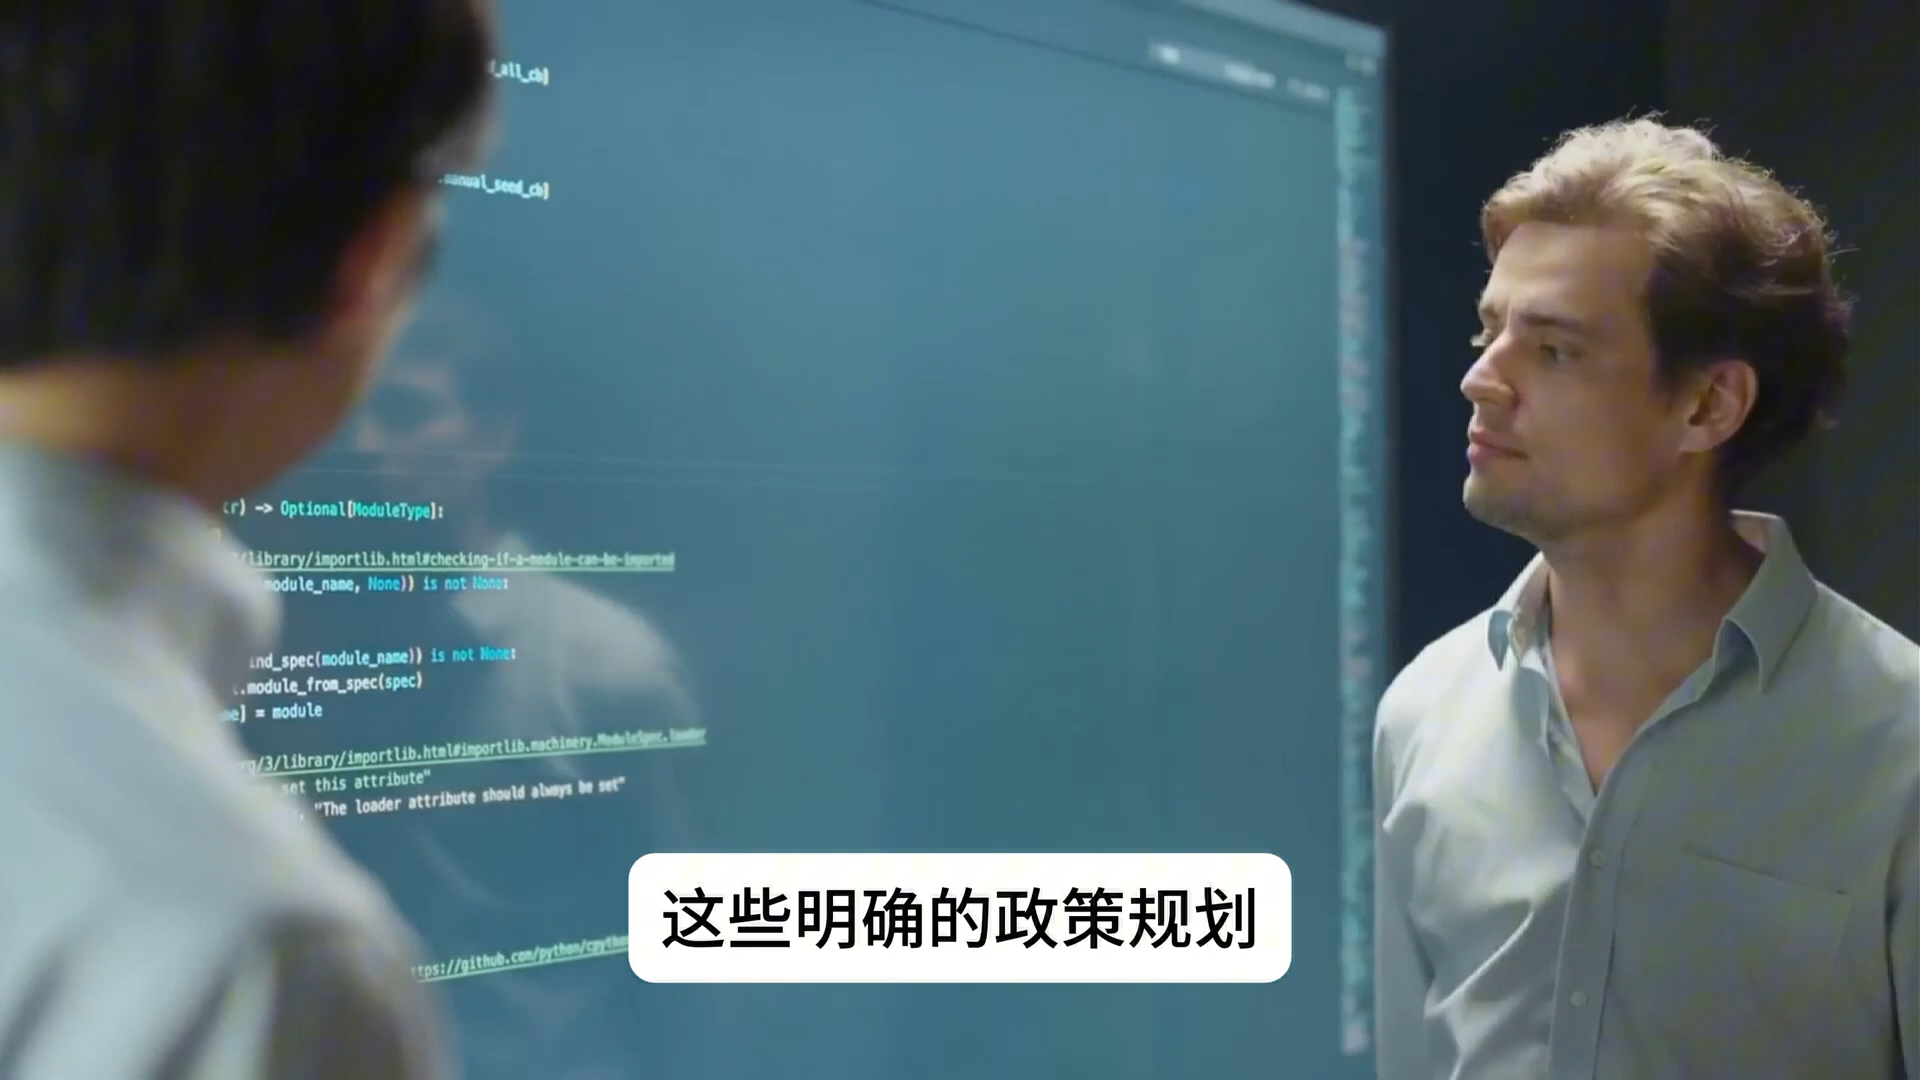 _all_cb]
.manual_seed_cb]
tr) -> Optional[ModuleType]:
/library/importlib.html#checking-if-a-module-can-be-imported
module_name, None)) is not None:
ind_spec(module_name)) is not None:
.module_from_spec(spec)
me] = module
rg/3/library/importlib.html#importlib.machinery.ModuleSpec.loader
set this attribute"
, "The loader attribute should always be set"
ttps://github.com/python/cpython
这些明确的政策规划